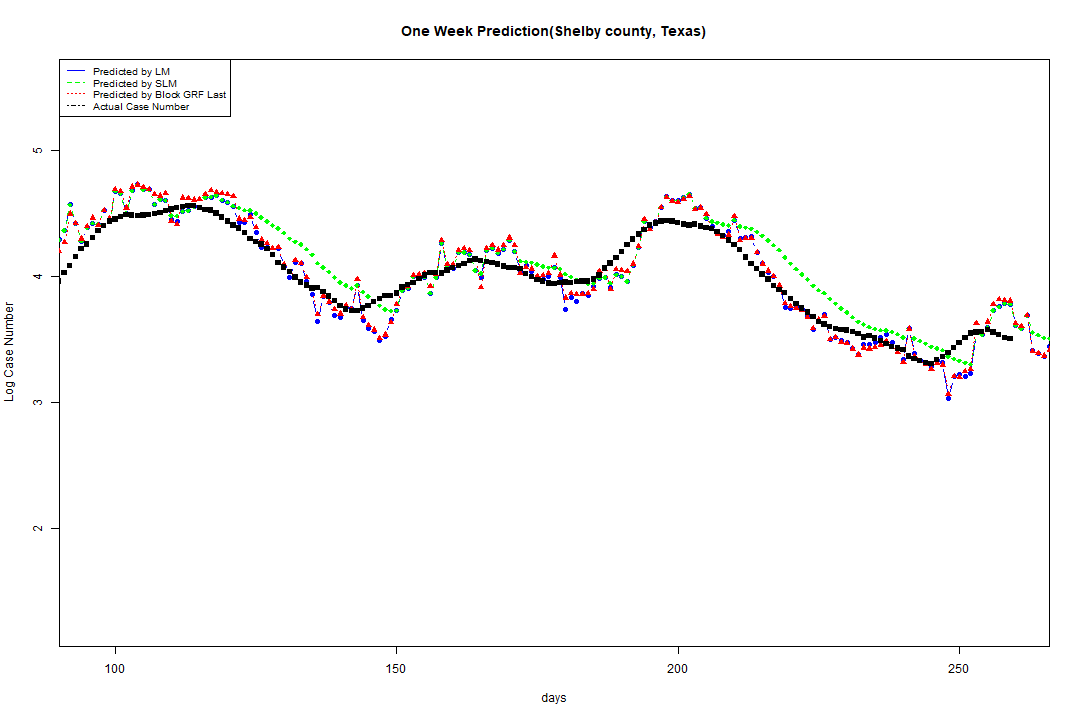 One Week Prediction(Shelby county, Texas)
Predicted by LM
Predicted by SLM
Predicted by Block GRF Last
Actual Case Number
5
4
3
2
Log Case Number
100 150 200 250
days